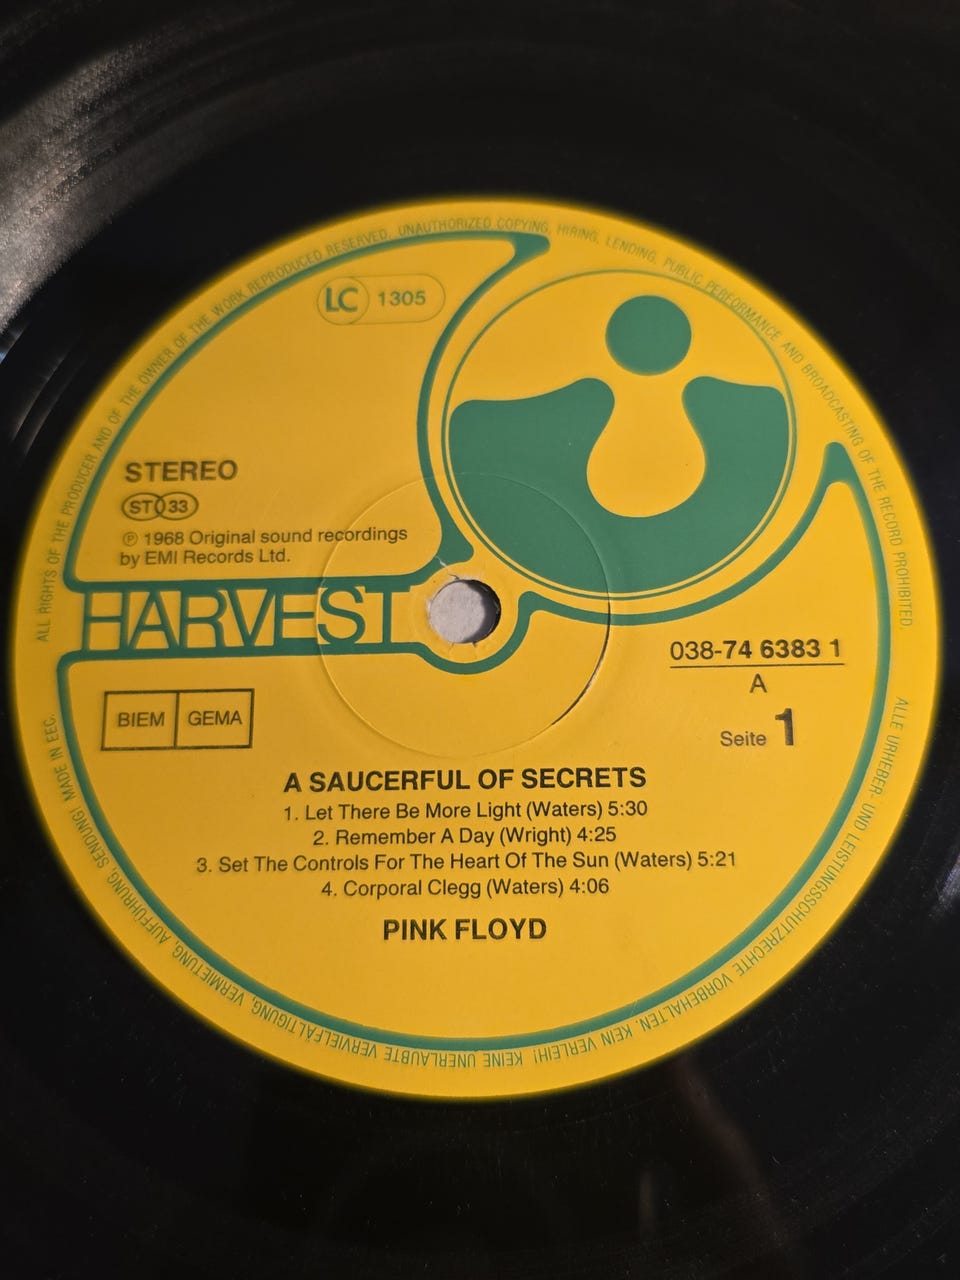 ALL RIGHTS OF THE PRODUCER AND OF THE OWNER OF THE WORK REPRODUCED RESERVED. UNAUTHORIZED COPYING, HIRING, LENDING, PUBLIC PERFORMANCE AND BROADCASTING OF THE RECORD PROHIBITED.
LC 1305
STEREO
ST 33
℗ 1968 Original sound recordings
by EMI Records Ltd.
HARVEST
038-74 6383 1
A
Seite 1
BIEM GEMA
A SAUCERFUL OF SECRETS
1. Let There Be More Light (Waters) 5:30
2. Remember A Day (Wright) 4:25
3. Set The Controls For The Heart Of The Sun (Waters) 5:21
4. Corporal Clegg (Waters) 4:06
PINK FLOYD
ALLE URHEBER- UND LEISTUNGSSCHUTZRECHTE VORBEHALTEN. KEIN VERLEIH! KEINE UNERLAUBTE VERVIELFÄLTIGUNG, VERMIETUNG, AUFFÜHRUNG, SENDUNG! MADE IN EEC.